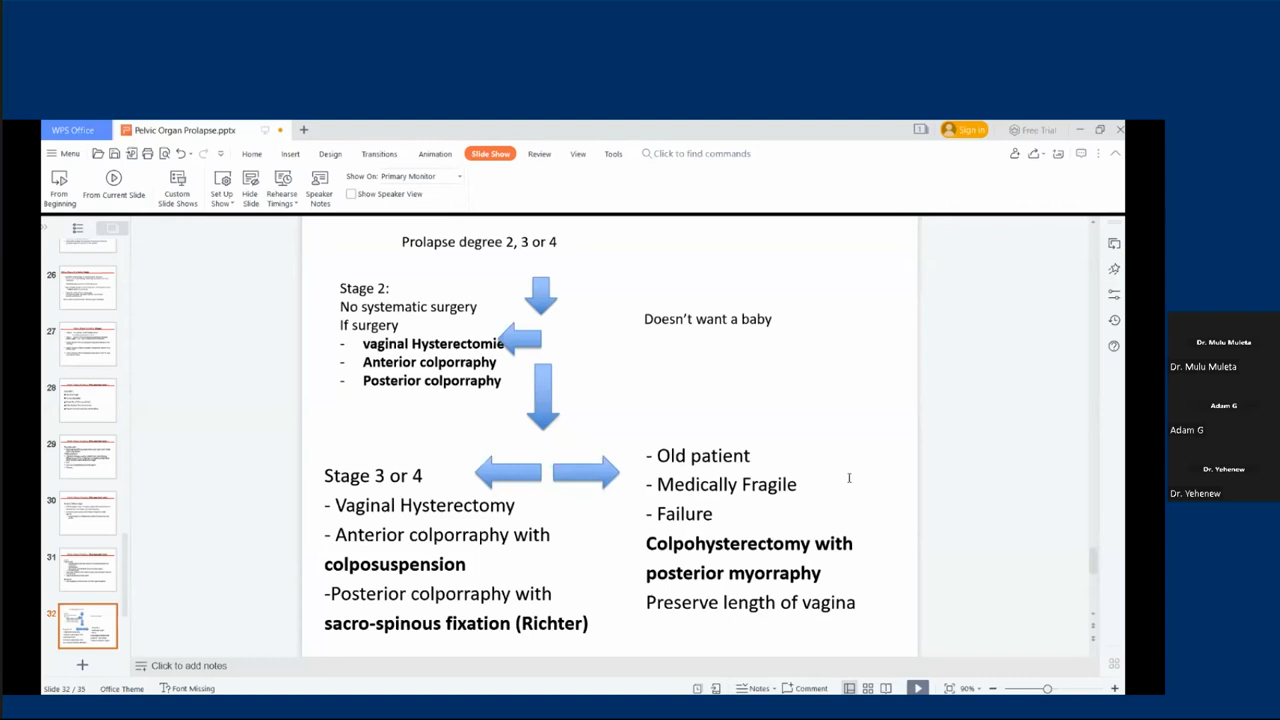 WPS Office
Pelvic Organ Prolapse.pptx
Sign in
Free Trial
Menu
Home
Insert
Design
Transitions
Animation
Slide Show
Review
View
Tools
Click to find commands
From Beginning
From Current Slide
Custom Slide Shows
Set Up Show
Hide Slide
Rehearse Timings
Speaker Notes
Show On: Primary Monitor
Show Speaker View
26
27
28
29
30
31
32
Prolapse degree 2, 3 or 4
Stage 2:
No systematic surgery
If surgery
- vaginal Hysterectomie
- Anterior colporraphy
- Posterior colporraphy
Doesn't want a baby
Stage 3 or 4
- Vaginal Hysterectomy
- Anterior colporraphy with
colposuspension
-Posterior colporraphy with
sacro-spinous fixation (Richter)
- Old patient
- Medically Fragile
- Failure
Colpohysterectomy with
posterior myorraphy
Preserve length of vagina
Dr. Mulu Muleta
Dr. Mulu Muleta
Adam G
Adam G
Dr. Yehenew
Dr. Yehenew
Click to add notes
Slide 32 / 35
Office Theme
Font Missing
Notes
Comment
90%